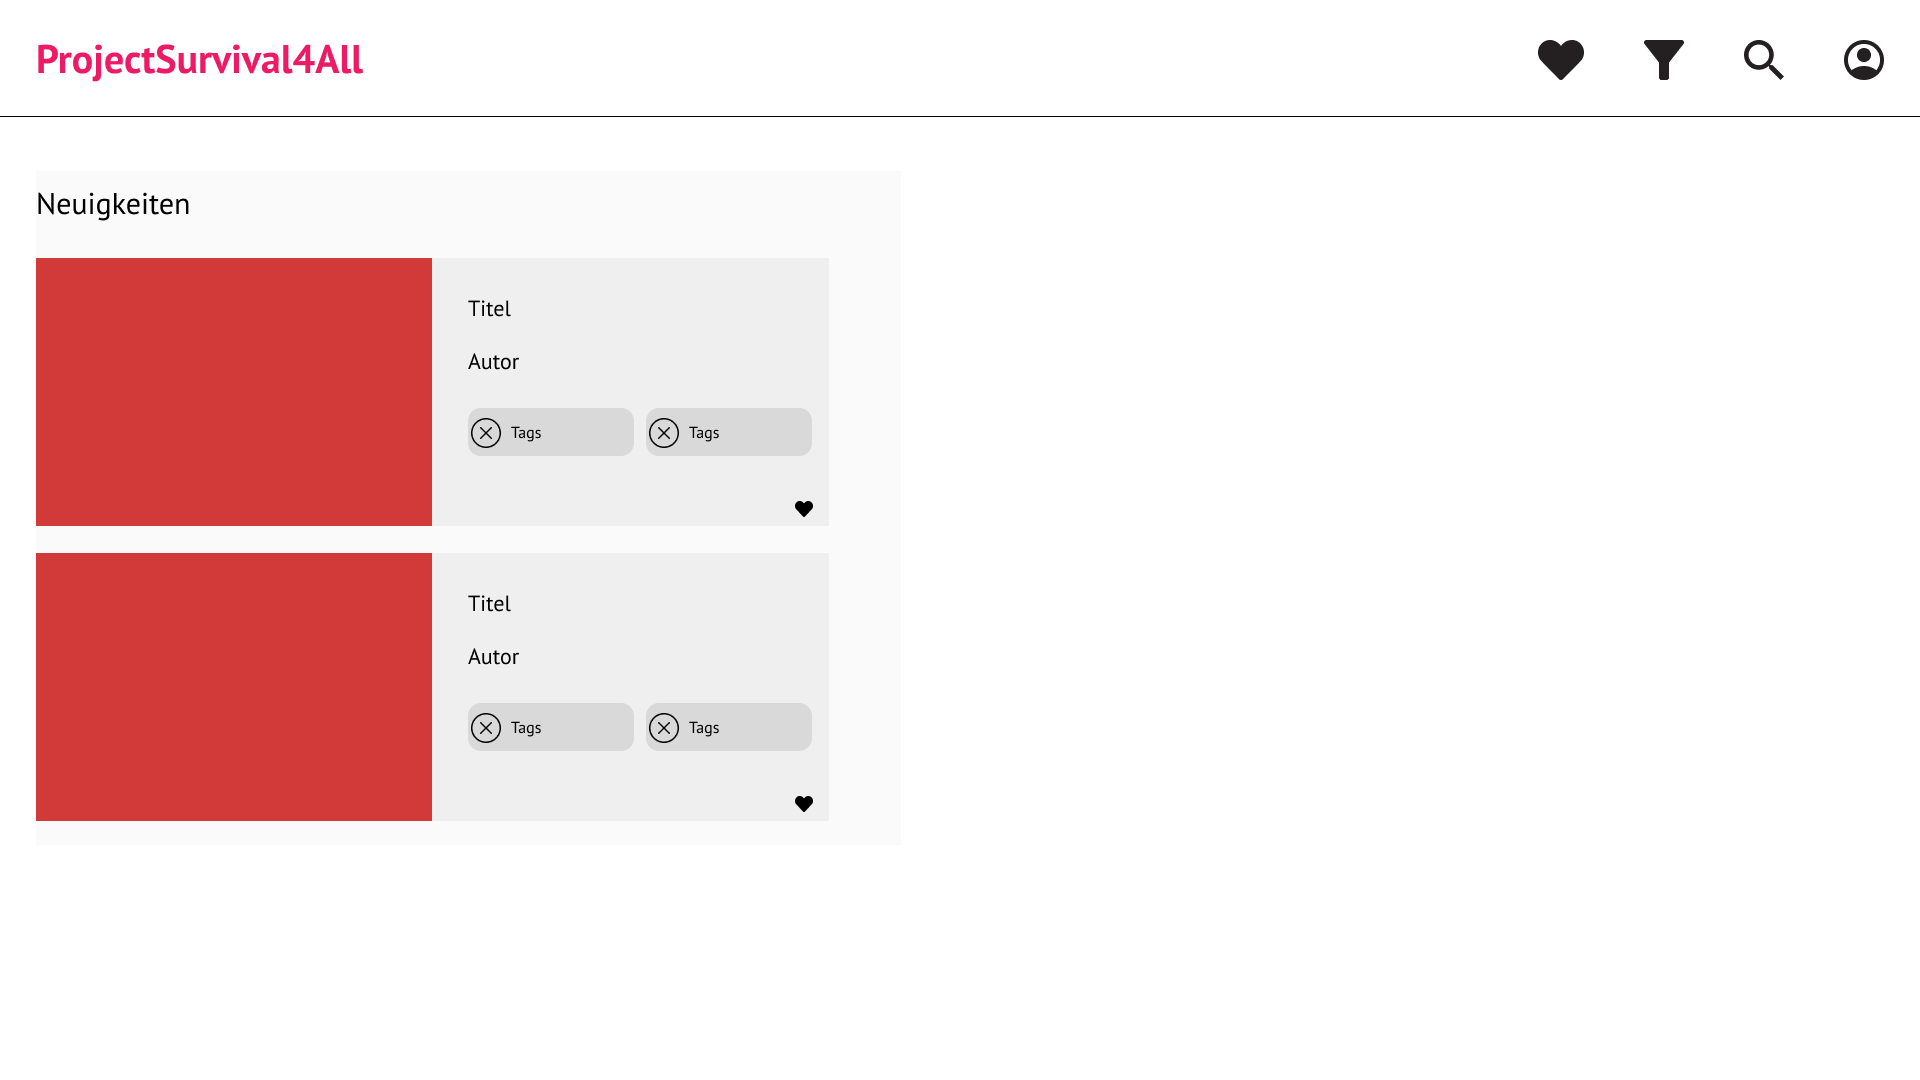 ProjectSurvival4All
Neuigkeiten
Titel
Autor
Tags Tags
Titel
Autor
Tags Tags